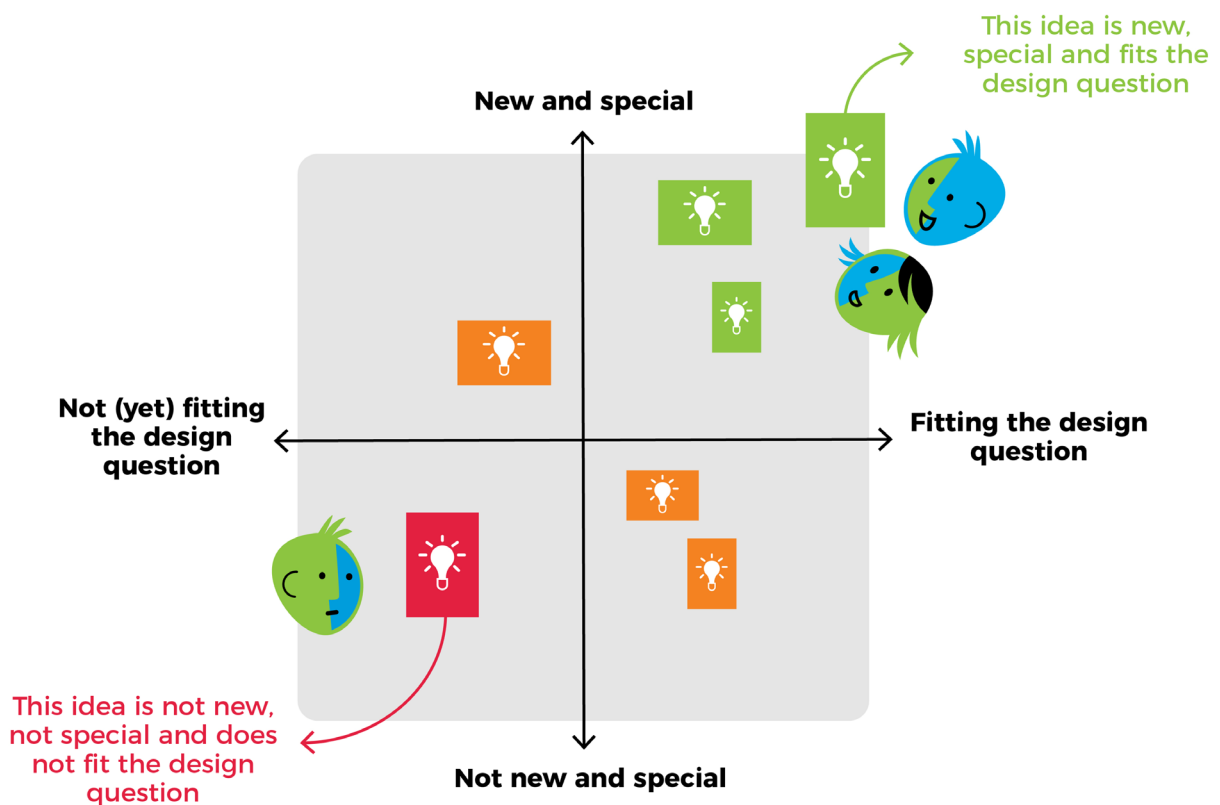 This idea is new,
special and fits the
design question
New and special
Not (yet) fitting
the design
question
Fitting the design
question
This idea is not new,
not special and does
not fit the design
question
Not new and special